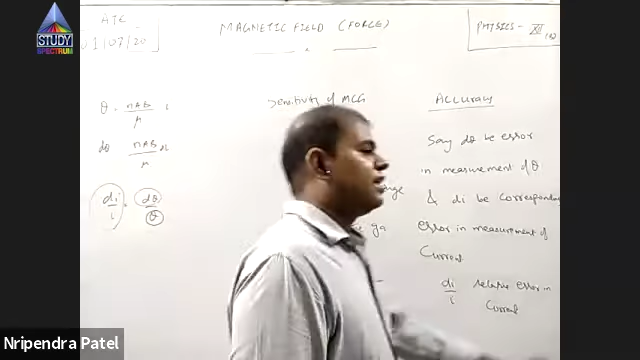 STUDY
SPECTRUM
ATC
01/07/20
MAGNETIC FIELD (FORCE)
PHYSICS - XII
θ = nAB/μ i
dθ nAB/μ di
di/i = dθ/θ
Sensitivity of MCG
ACCURACY
Say dθ be error
in measurement of θ
& di be corresponding
error in measurement of
Current
di/i relative error in
Current
Nripendra Patel